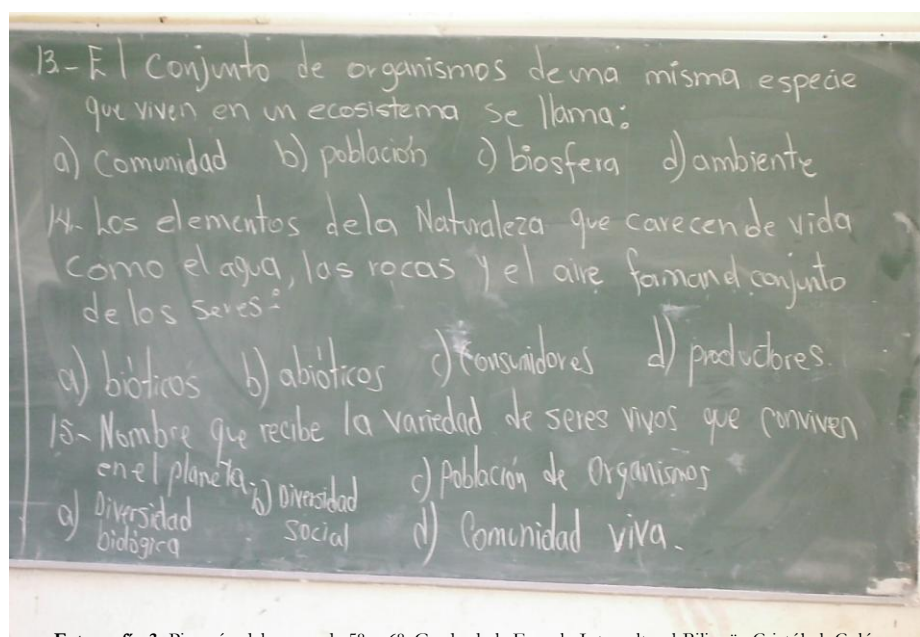 13.- El conjunto de organismos de una misma especie
que viven en un ecosistema se llama:
a) Comunidad b) población c) biosfera d) ambiente
14.- Los elementos de la Naturaleza que carecen de vida
como el agua, las rocas y el aire forman el conjunto
de los seres:
a) bióticos b) abióticos c) Consumidores d) productores.
15.- Nombre que recibe la variedad de seres vivos que conviven
en el planeta.
a) Diversidad biológica
b) Diversidad social
c) Población de Organismos
d) Comunidad viva.